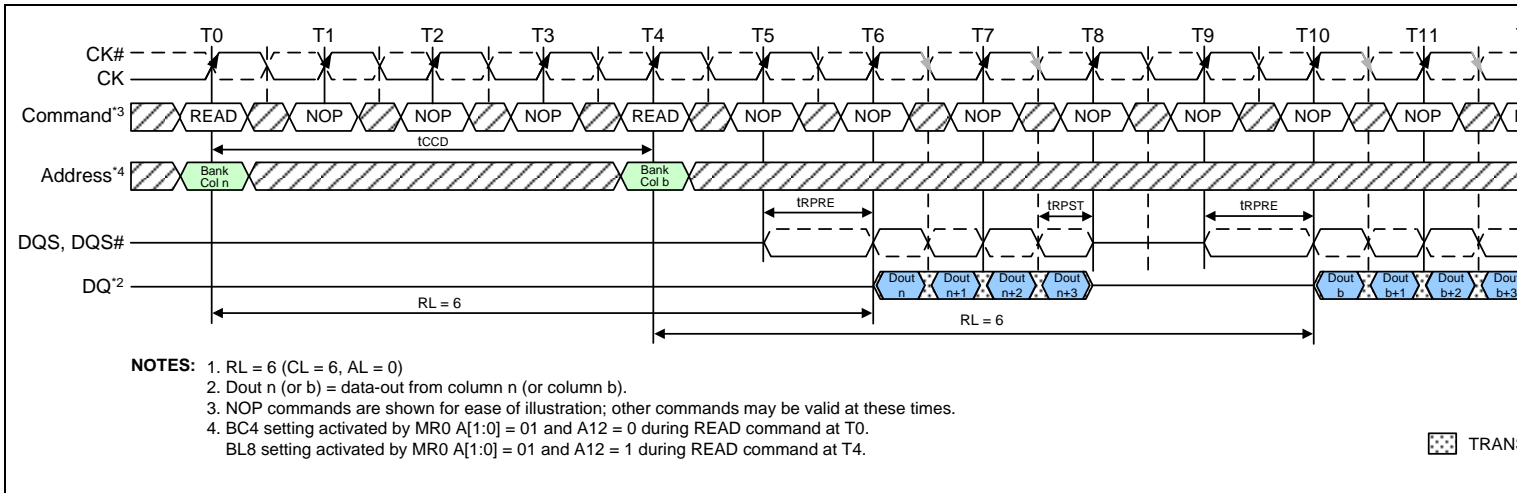 T0 T1 T2 T3 T4 T5 T6 T7 T8 T9 T10 T11
CK#
CK
Command*3 READ NOP NOP NOP READ NOP NOP NOP NOP NOP NOP NOP
tCCD
Address*4 Bank Col n Bank Col b
tRPRE tRPST tRPRE
DQS, DQS#
DQ*2 Dout n Dout n+1 Dout n+2 Dout n+3 Dout b Dout b+1 Dout b+2 Dout b+3
RL = 6
RL = 6
NOTES: 1. RL = 6 (CL = 6, AL = 0)
2. Dout n (or b) = data-out from column n (or column b).
3. NOP commands are shown for ease of illustration; other commands may be valid at these times.
4. BC4 setting activated by MR0 A[1:0] = 01 and A12 = 0 during READ command at T0.
BL8 setting activated by MR0 A[1:0] = 01 and A12 = 1 during READ command at T4.
TRANS